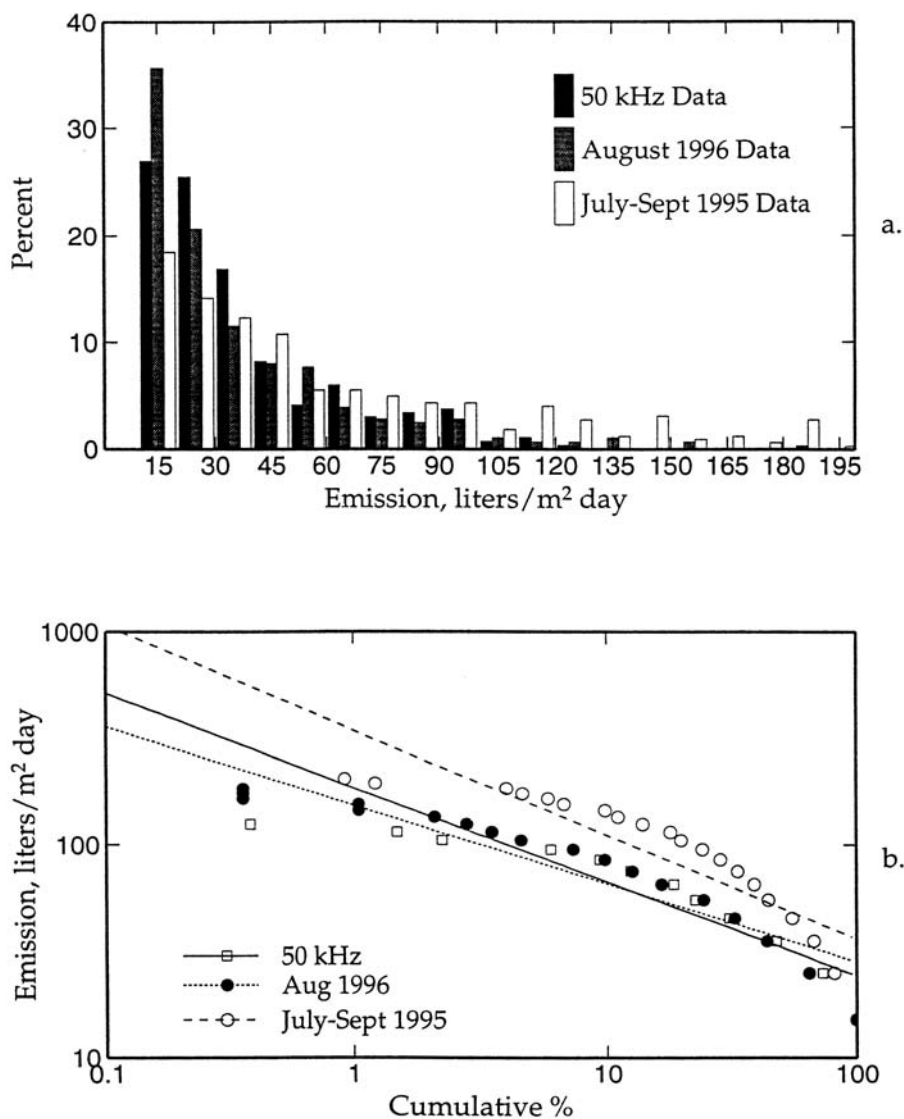 40
30
20
10
0
Percent
50 kHz Data
August 1996 Data
July-Sept 1995 Data
a.
15 30 45 60 75 90 105 120 135 150 165 180 195
Emission, liters/m² day
1000
100
10
Emission, liters/m² day
50 kHz
Aug 1996
July-Sept 1995
b.
0.1 1 10 100
Cumulative %